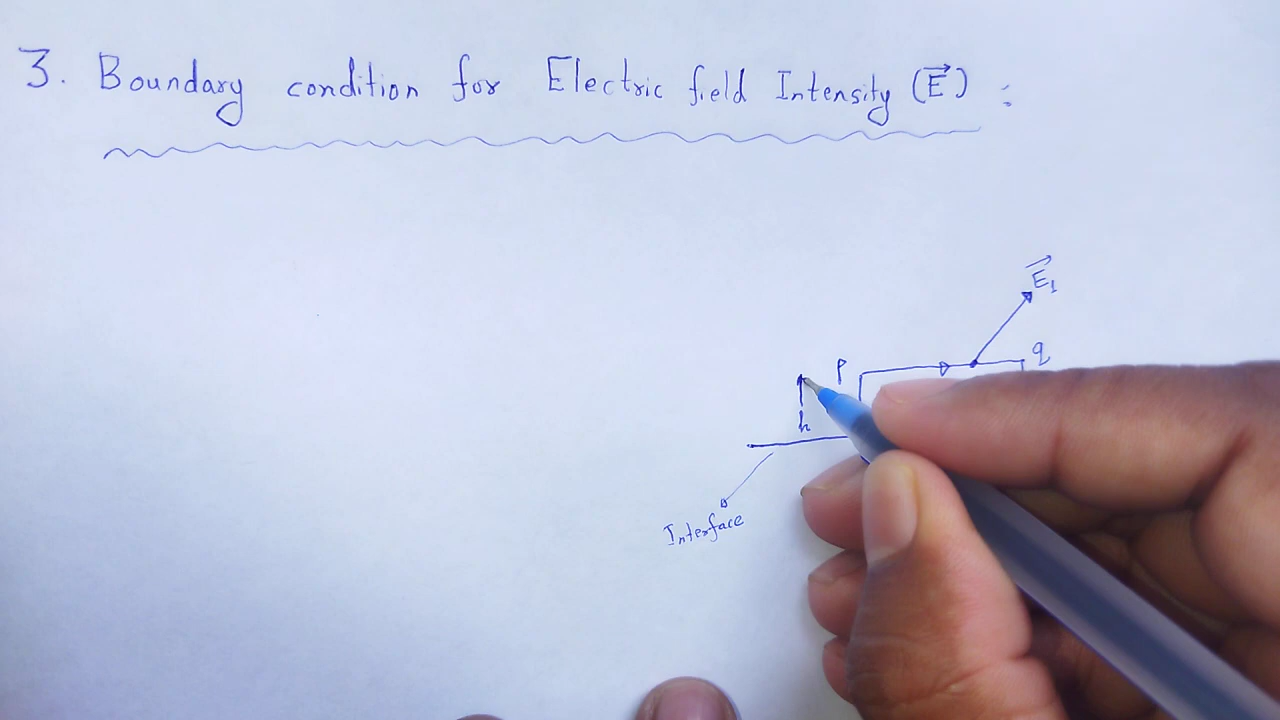 3. Boundary condition for Electric field Intensity (E⃗) :
E⃗₁
P
q
h
Interface